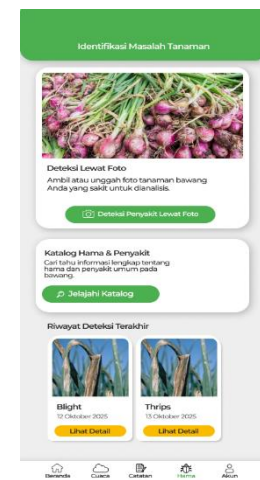 Identifikasi Masalah Tanaman
Deteksi Lewat Foto
Ambil atau unggah foto tanaman bawang
Anda yang sakit untuk dianalisis.
Deteksi Penyakit Lewat Foto
Katalog Hama & Penyakit
Cari tahu informasi lengkap tentang
hama dan penyakit umum pada
bawang.
Jelajahi Katalog
Riwayat Deteksi Terakhir
Blight
12 Oktober 2025
Lihat Detail
Thrips
13 Oktober 2025
Lihat Detail
Beranda Cuaca Catatan Hama Akun